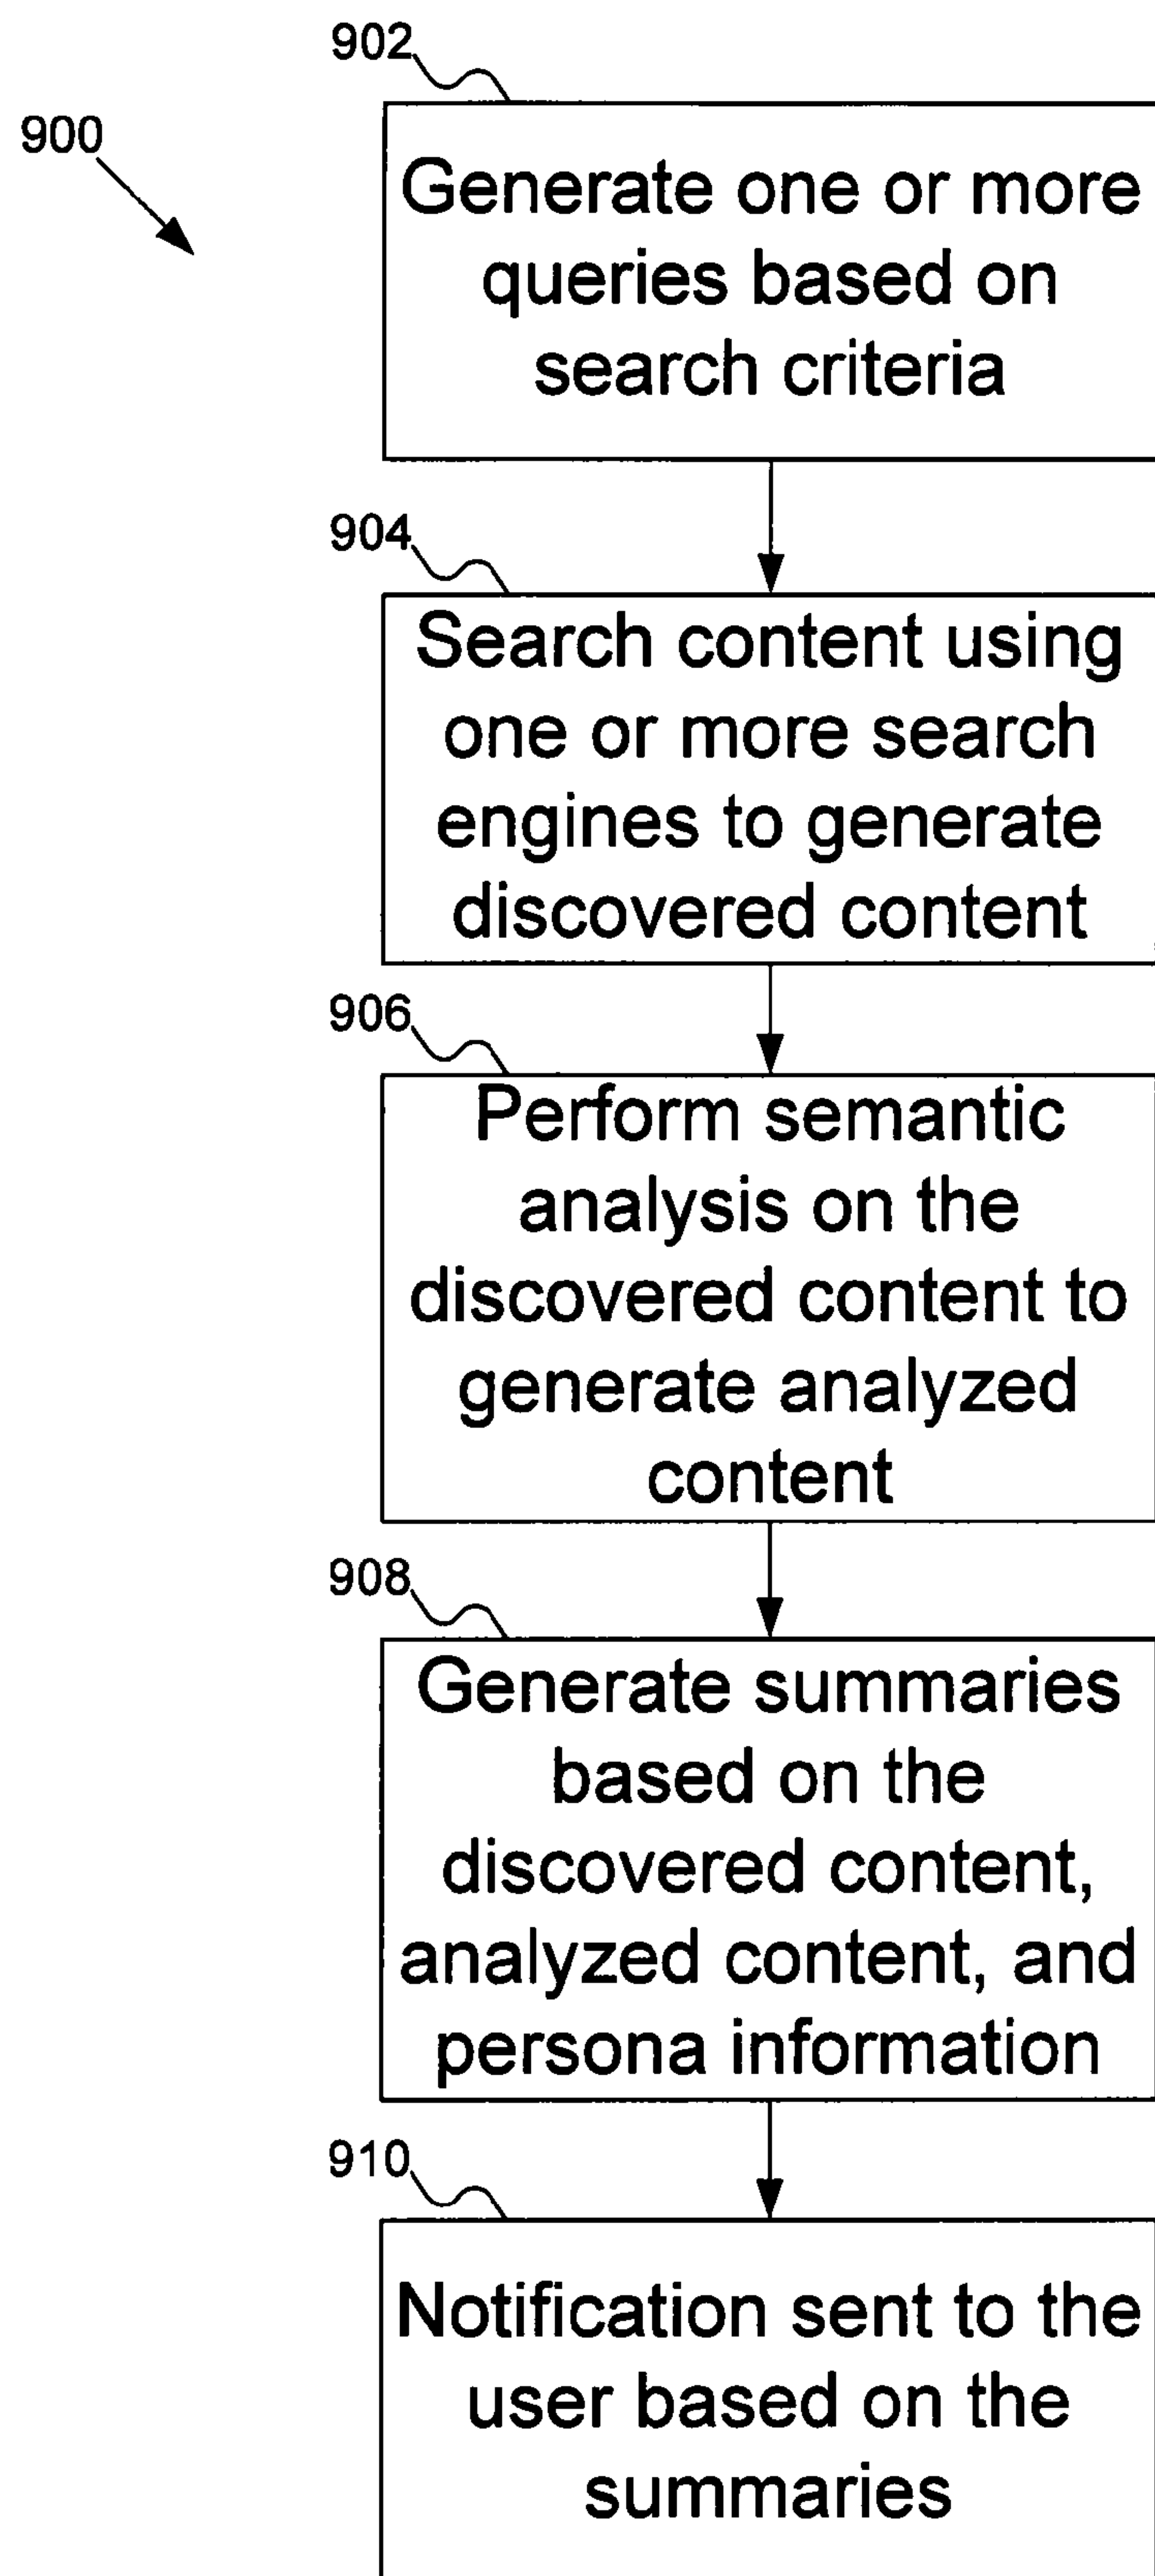 902
900
Generate one or more
queries based on
search criteria
904
Search content using
one or more search
engines to generate
discovered content
906
Perform semantic
analysis on the
discovered content to
generate analyzed
content
908
Generate summaries
based on the
discovered content,
analyzed content, and
persona information
910
Notification sent to the
user based on the
summaries